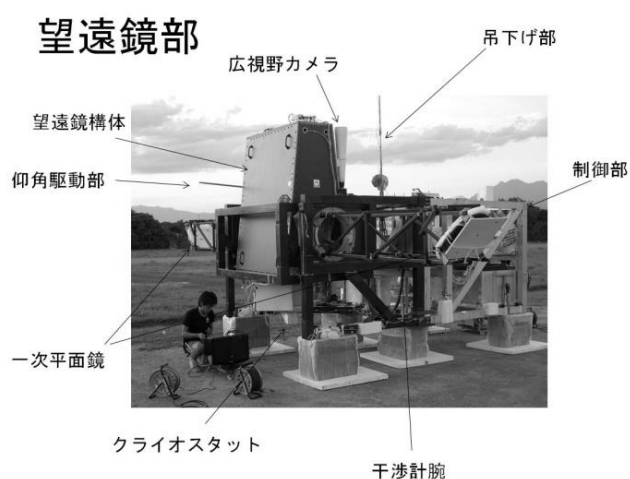 望遠鏡部
吊下げ部
広視野カメラ
望遠鏡構体
制御部
仰角駆動部
一次平面鏡
クライオスタット
干渉計腕